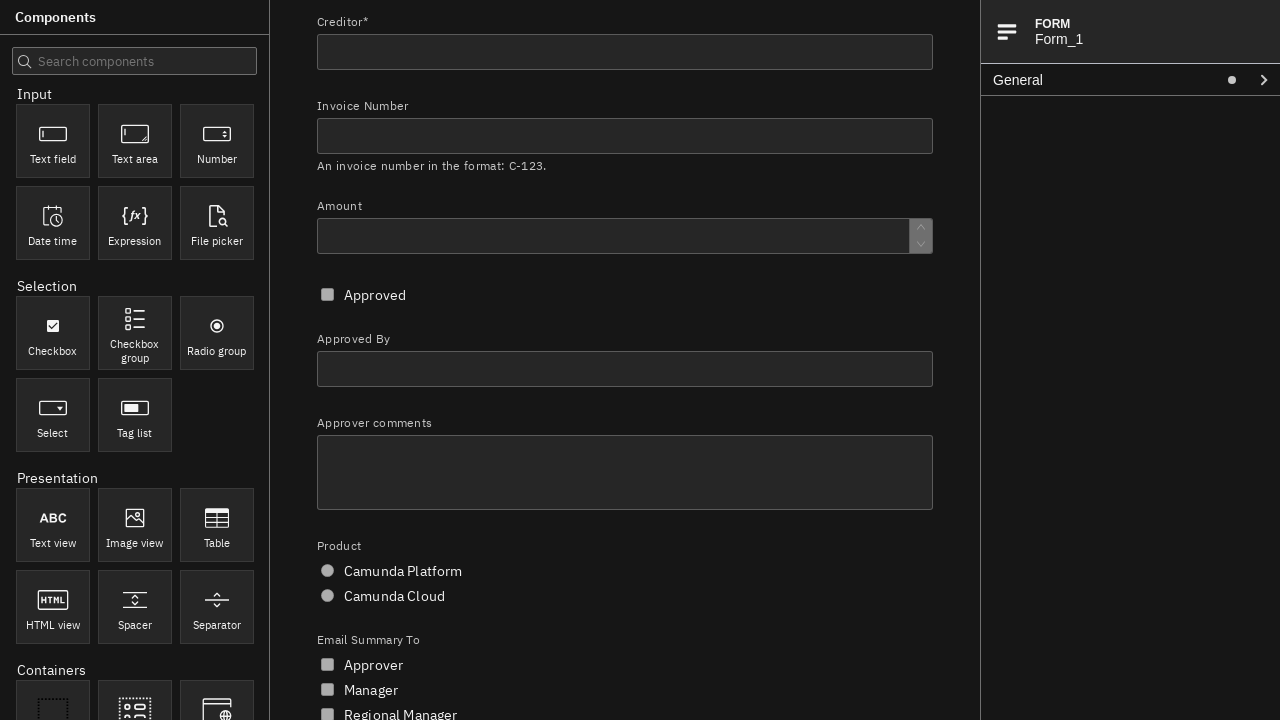 Components
Search components
Input
Text field
Text area
Number
Date time
{fx}
Expression
File picker
Selection
Checkbox
Checkbox
group
Radio group
Select
Tag list
Presentation
ABC
Text view
Image view
Table
HTML
HTML view
Spacer
Separator
Containers
Creditor*
Invoice Number
An invoice number in the format: C-123.
Amount
Approved
Approved By
Approver comments
Product
Camunda Platform
Camunda Cloud
Email Summary To
Approver
Manager
Regional Manager
FORM
Form_1
General